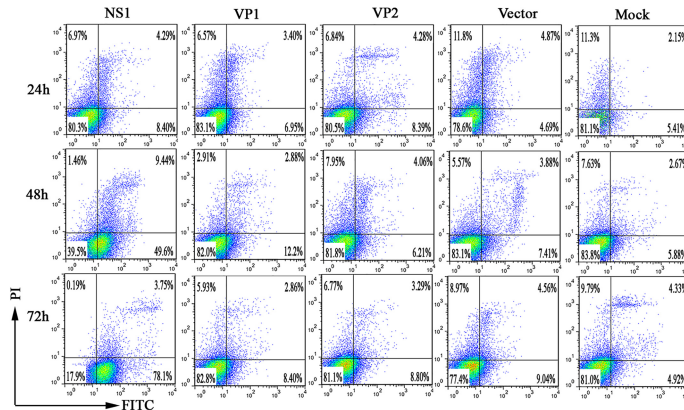 NS1 VP1 VP2 Vector Mock
24h
6.97% 4.29% 6.57% 3.40% 6.84% 4.28% 11.8% 4.87% 11.3% 2.15%
80.3% 8.40% 83.1% 6.95% 80.5% 8.39% 78.6% 4.69% 81.1% 5.41%
48h
1.46% 9.44% 2.91% 2.88% 7.95% 4.06% 5.57% 3.88% 7.63% 2.67%
39.5% 49.6% 82.0% 12.2% 81.8% 6.21% 83.1% 7.41% 83.8% 5.88%
72h
0.19% 3.75% 5.93% 2.86% 6.77% 3.29% 8.97% 4.56% 9.79% 4.33%
17.9% 78.1% 82.8% 8.40% 81.1% 8.80% 77.4% 9.04% 81.0% 4.92%
PI
FITC